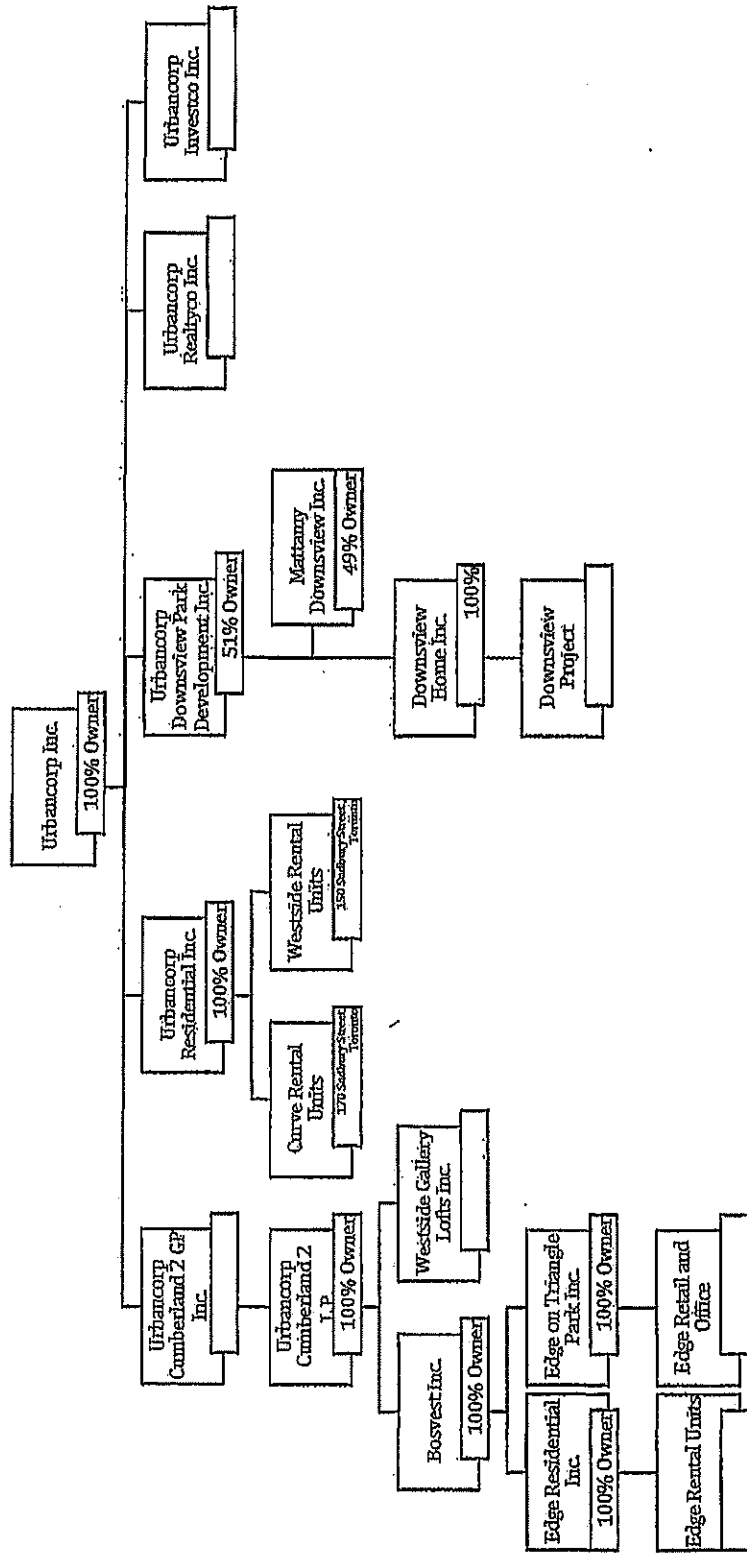 Urbancorp Inc.
100% Owner
Urbancorp
Cumberland 2 GP
Inc.
Urbancorp
Residential Inc.
100% Owner
Urbancorp
Downsview Park
Development Inc.
51% Owner
Urbancorp
Realtyco Inc.
Urbancorp
Investco Inc.
Urbancorp
Cumberland 2
L.P
100% Owner
Curve Rental
Units
170 Sudbury Street,
Toronto
Westside Rental
Units
150 Sudbury Street,
Toronto
Mattamy
Downsview Inc.
49% Owner
Bosvest Inc.
100% Owner
Westside Gallery
Lofts Inc.
Downsview
Home Inc.
100%
Edge Residential
Inc.
100% Owner
Edge on Triangle
Park Inc.
100% Owner
Downsview
Project
Edge Rental Units
Edge Retail and
Office